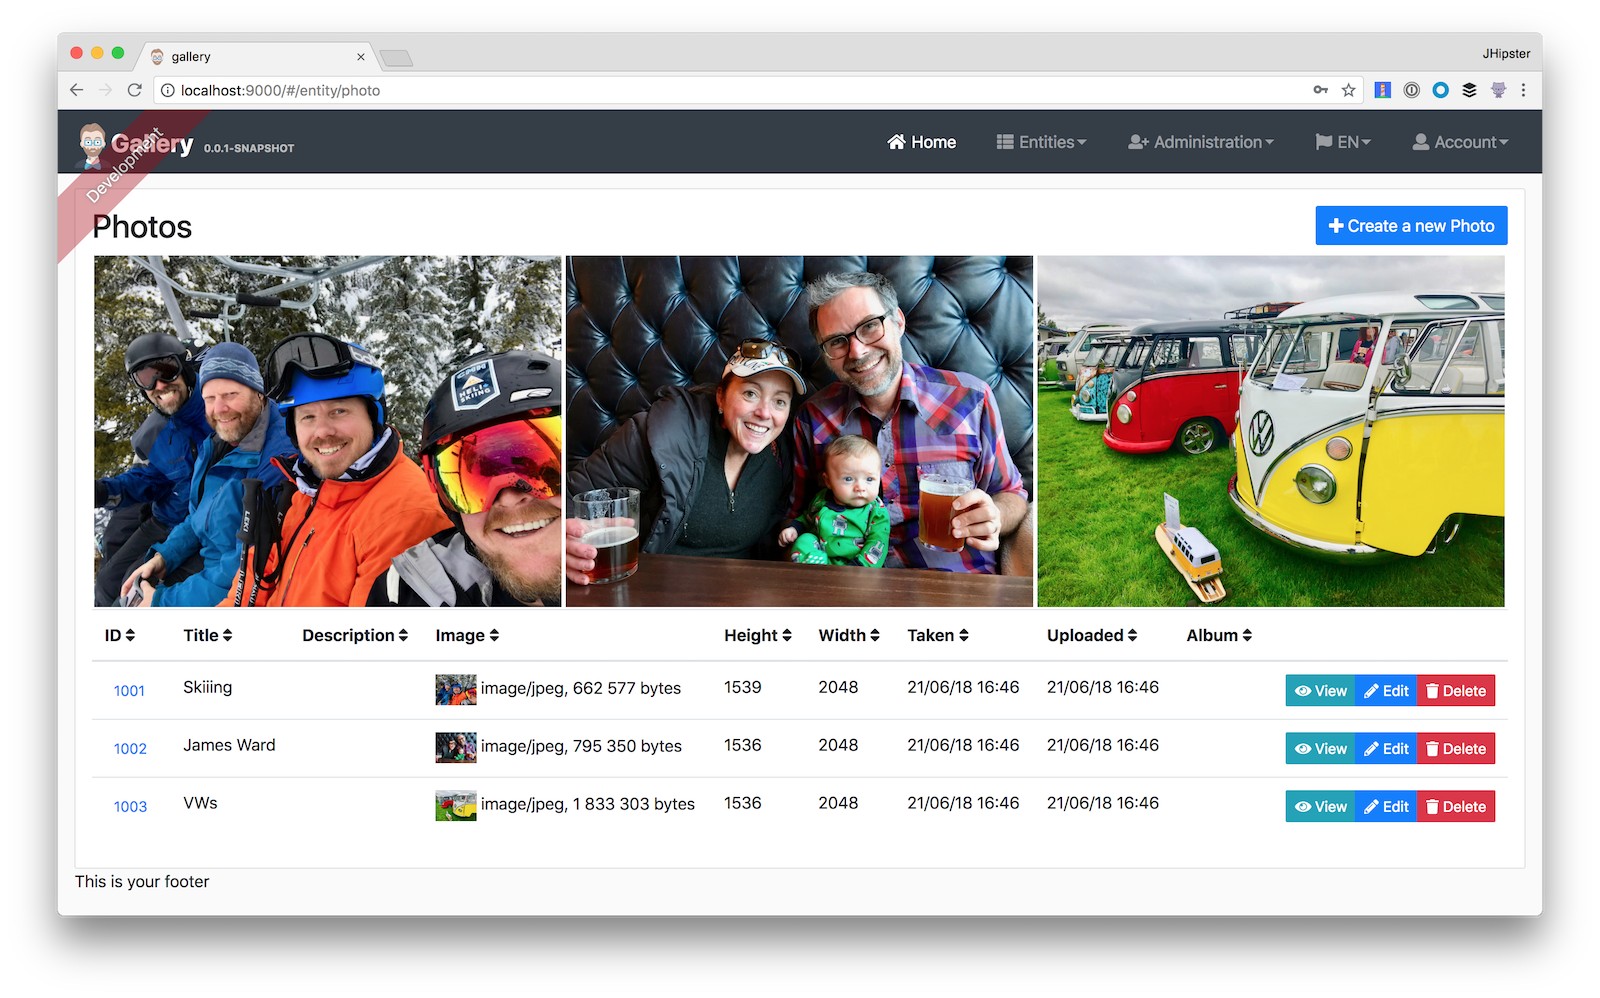 gallery
JHipster
localhost:9000/#/entity/photo
Development
Gallery 0.0.1-SNAPSHOT
Home
Entities
Administration
EN
Account
Photos
Create a new Photo
HELI
SKIING
LEKI
ID Title Description Image Height Width Taken Uploaded Album
1001 Skiiing image/jpeg, 662 577 bytes 1539 2048 21/06/18 16:46 21/06/18 16:46 View Edit Delete
1002 James Ward image/jpeg, 795 350 bytes 1536 2048 21/06/18 16:46 21/06/18 16:46 View Edit Delete
1003 VWs image/jpeg, 1 833 303 bytes 1536 2048 21/06/18 16:46 21/06/18 16:46 View Edit Delete
This is your footer